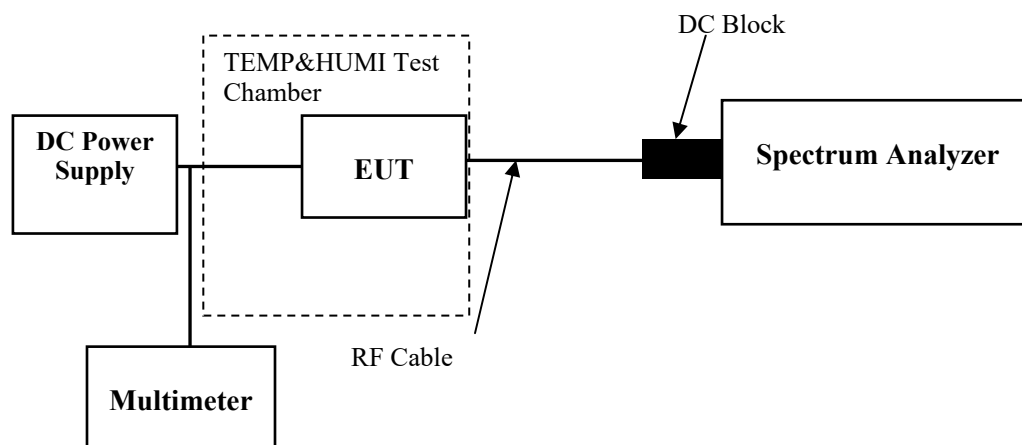 DC Block
TEMP&HUMI Test
Chamber
DC Power
Supply
EUT
Spectrum Analyzer
RF Cable
Multimeter